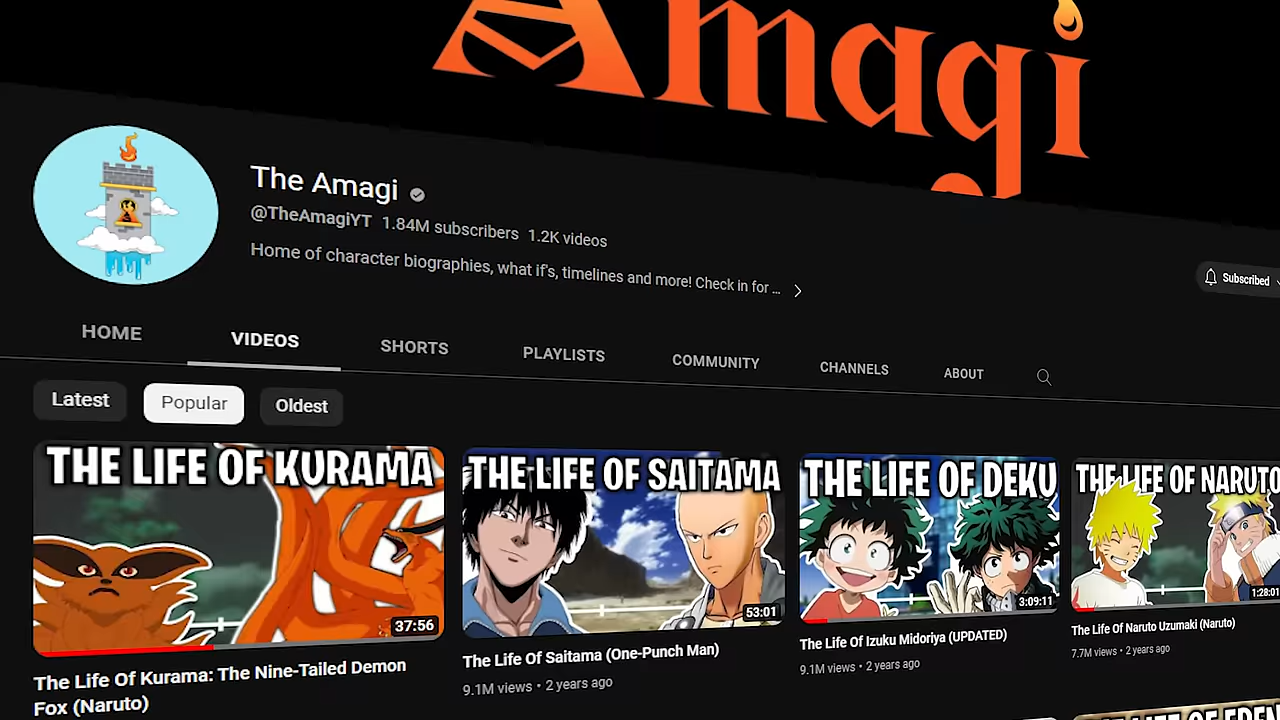 Amagi
The Amagi
@TheAmagiYT 1.84M subscribers 1.2K videos
Home of character biographies, what if's, timelines and more! Check in for ...
Subscribed
HOME VIDEOS SHORTS PLAYLISTS COMMUNITY CHANNELS ABOUT
Latest Popular Oldest
THE LIFE OF KURAMA
37:56
The Life Of Kurama: The Nine-Tailed Demon
Fox (Naruto)
THE LIFE OF SAITAMA
53:01
The Life Of Saitama (One-Punch Man)
9.1M views • 2 years ago
THE LIFE OF DEKU
3:09:11
The Life Of Izuku Midoriya (UPDATED)
9.1M views • 2 years ago
THE LIFE OF NARUTO
1:28:01
The Life Of Naruto Uzumaki (Naruto)
7.7M views • 2 years ago
LIFE OF EREN